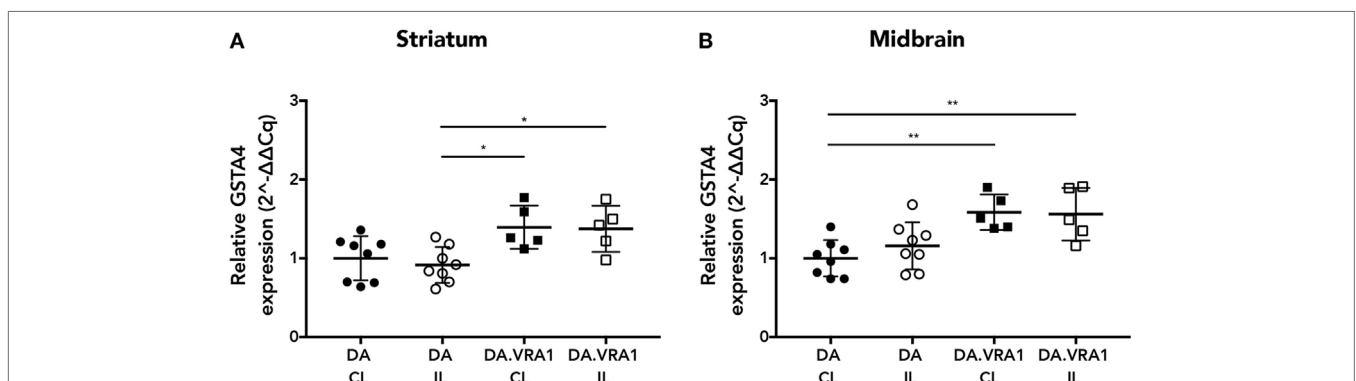 A
Striatum
Relative GSTA4
expression (2^-ΔΔCq)
3
2
1
0
*
*
DA
DA
DA.VRA1
DA.VRA1
B
Midbrain
Relative GSTA4
expression (2^-ΔΔCq)
3
2
1
0
**
**
DA
DA
DA.VRA1
DA.VRA1